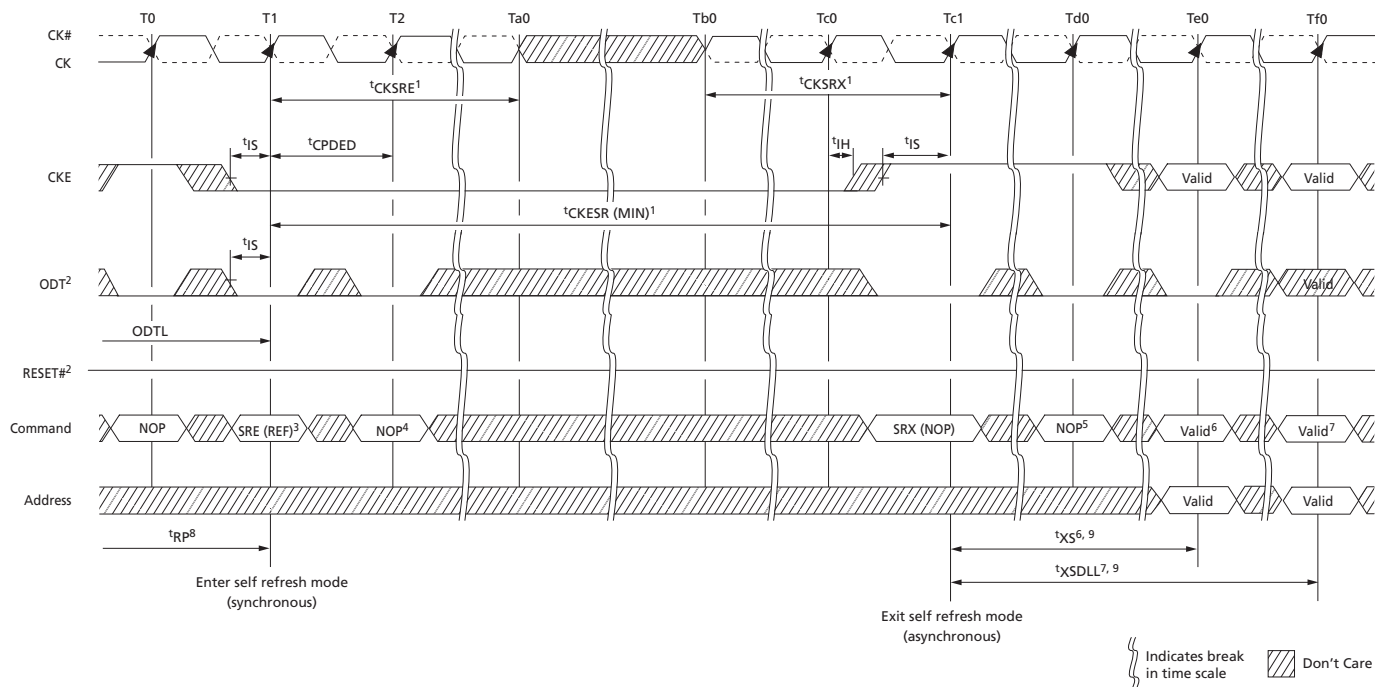 T0 T1 T2 Ta0 Tb0 Tc0 Tc1 Td0 Te0 Tf0
CK#
CK
tCKSRE1 tCKSRX1
tIS tCPDED tIH tIS
CKE Valid Valid
tCKESR (MIN)1
tIS
ODT2 Valid
ODTL
RESET#2
Command NOP SRE (REF)3 NOP4 SRX (NOP) NOP5 Valid6 Valid7
Address Valid Valid
tRP8 tXS6, 9
tXSDLL7, 9
Enter self refresh mode
(synchronous)
Exit self refresh mode
(asynchronous)
Indicates break
in time scale
Don't Care